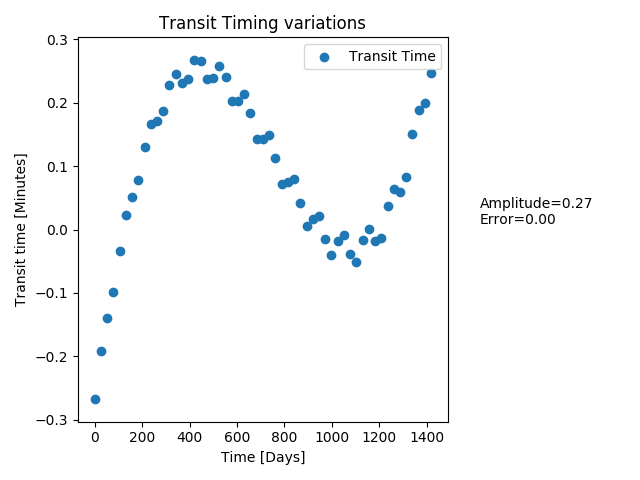 Transit Timing variations
Transit Time
0.3
0.2
0.1
0.0
−0.1
−0.2
−0.3
Transit time [Minutes]
Amplitude=0.27
Error=0.00
0 200 400 600 800 1000 1200 1400
Time [Days]